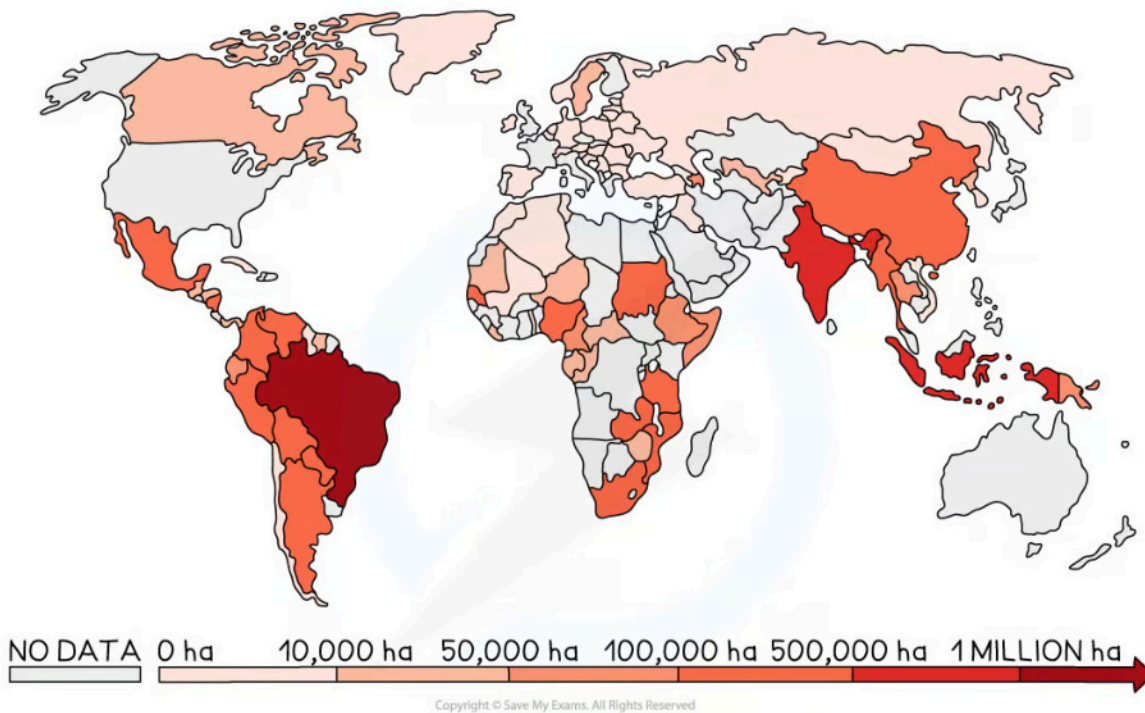 NO DATA 0 ha 10,000 ha 50,000 ha 100,000 ha 500,000 ha 1 MILLION ha
Copyright © Save My Exams. All Rights Reserved